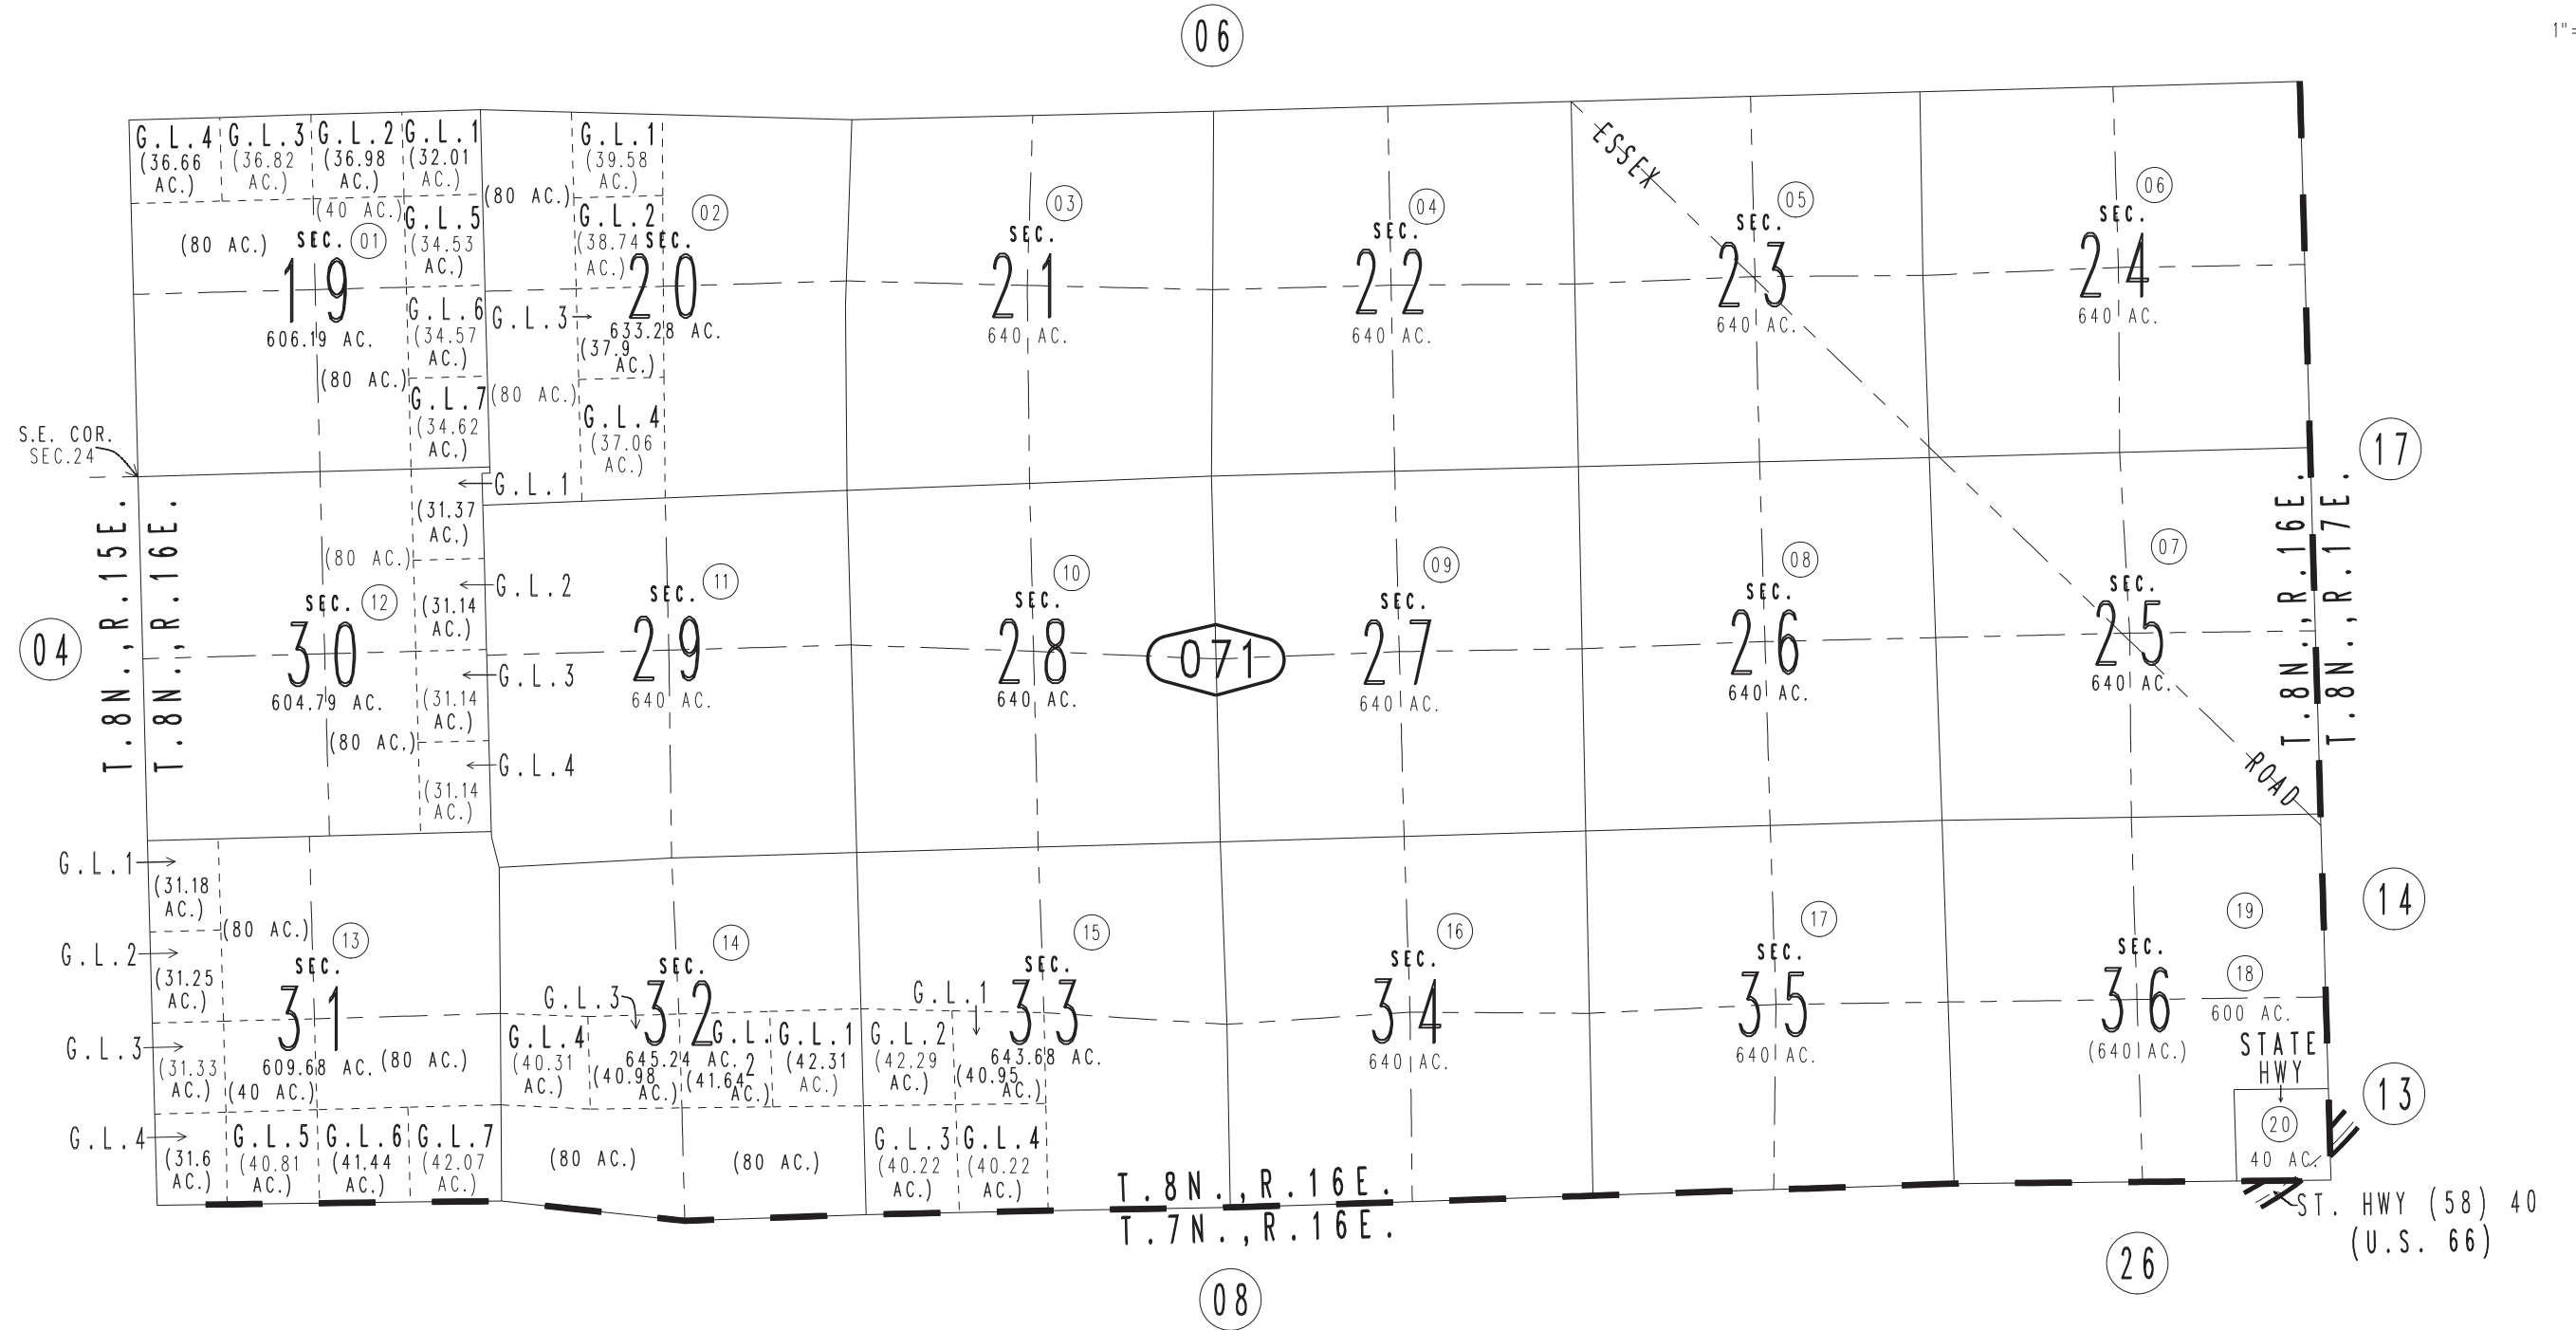 06
1"=
G.L.4
(36.66
AC.)
G.L.3
(36.82
AC.)
G.L.2
(36.98
AC.)
G.L.1
(32.01
AC.)
(40 AC.)
(80 AC.)
SEC.
01
19
606.19 AC.
(80 AC.)
G.L.5
(34.53
AC.)
G.L.6
(34.57
AC.)
G.L.7
(34.62
AC.)
(80 AC.)
G.L.1
(39.58
AC.)
G.L.2
(38.74
AC.)
02
SEC.
20
633.28 AC.
G.L.3
(37.9
AC.)
(80 AC.)
G.L.4
(37.06
AC.)
03
SEC.
21
640 AC.
04
SEC.
22
640 AC.
ESSEX
05
SEC.
23
640 AC.
06
SEC.
24
640 AC.
S.E. COR.
SEC.24
17
T.8N.,R.15E.
T.8N.,R.16E.
04
G.L.1
(31.37
AC.)
(80 AC.)
G.L.2
(31.14
AC.)
SEC.
12
30
604.79 AC.
G.L.3
(31.14
AC.)
(80 AC.)
G.L.4
(31.14
AC.)
11
SEC.
29
640 AC.
10
SEC.
28
640 AC.
071
09
SEC.
27
640 AC.
08
SEC.
26
640 AC.
07
SEC.
25
640 AC.
ROAD
T.8N.,R.16E.
T.8N.,R.17E.
G.L.1
(31.18
AC.)
(80 AC.)
G.L.2
(31.25
AC.)
13
SEC.
31
609.68 AC.
(80 AC.)
G.L.3
(31.33
AC.)
(40 AC.)
G.L.4
(31.6
AC.)
G.L.5
(40.81
AC.)
G.L.6
(41.44
AC.)
G.L.7
(42.07
AC.)
14
SEC.
32
645.24 AC.
G.L.3
(40.98
AC.)
G.L.4
(40.31
AC.)
G.L.
2
(41.64
AC.)
G.L.1
(42.31
AC.)
(80 AC.)
(80 AC.)
15
SEC.
33
643.68 AC.
G.L.1
(40.95
AC.)
G.L.2
(42.29
AC.)
G.L.3
(40.22
AC.)
G.L.4
(40.22
AC.)
16
SEC.
34
640 AC.
17
SEC.
35
640 AC.
19
18
SEC.
36
(640 AC.)
600 AC.
STATE
HWY
20
40 AC.
14
13
T.8N.,R.16E.
T.7N.,R.16E.
ST. HWY (58) 40
(U.S. 66)
26
08